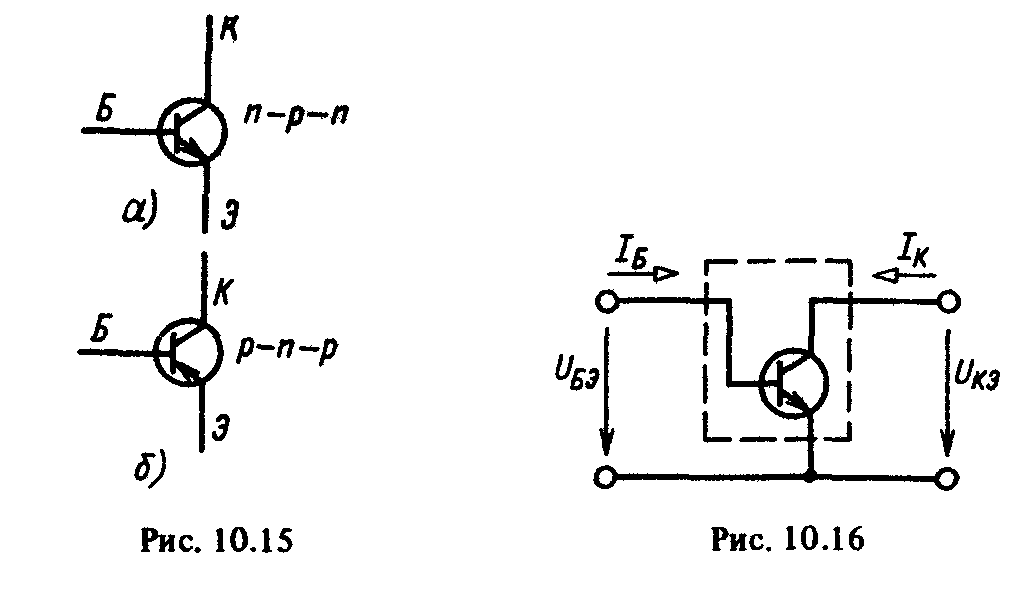 К
Б
n–p–n
а)
Э
К
Б
p–n–p
Э
б)
Рис. 10.15
I_Б
I_К
U_БЭ
U_КЭ
Рис. 10.16